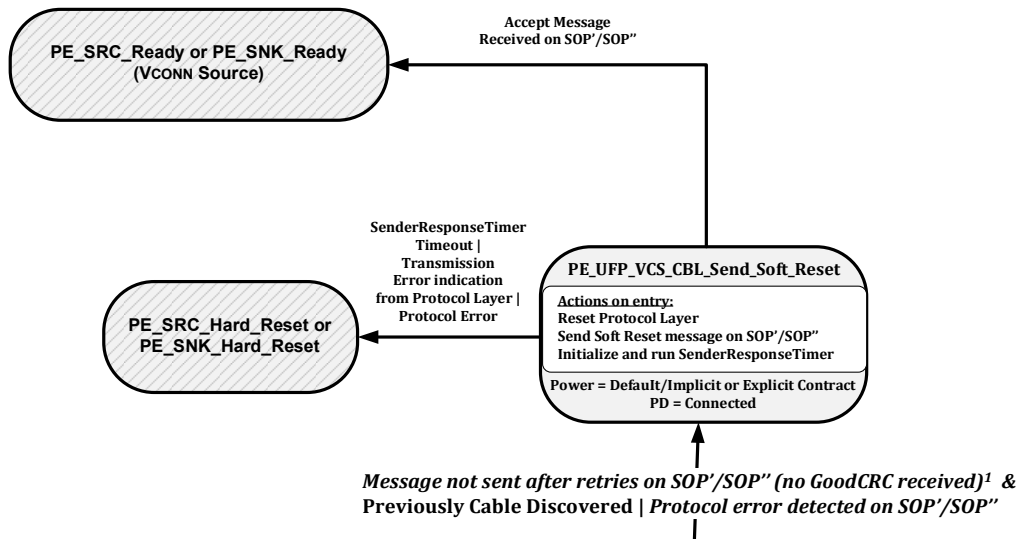 Accept Message
Received on SOP'/SOP''
PE_SRC_Ready or PE_SNK_Ready
(VCONN Source)
SenderResponseTimer
Timeout |
Transmission
Error indication
from Protocol Layer |
Protocol Error
PE_SRC_Hard_Reset or
PE_SNK_Hard_Reset
PE_UFP_VCS_CBL_Send_Soft_Reset
Actions on entry:
Reset Protocol Layer
Send Soft Reset message on SOP'/SOP''
Initialize and run SenderResponseTimer
Power = Default/Implicit or Explicit Contract
PD = Connected
Message not sent after retries on SOP'/SOP'' (no GoodCRC received)¹ &
Previously Cable Discovered | Protocol error detected on SOP'/SOP''